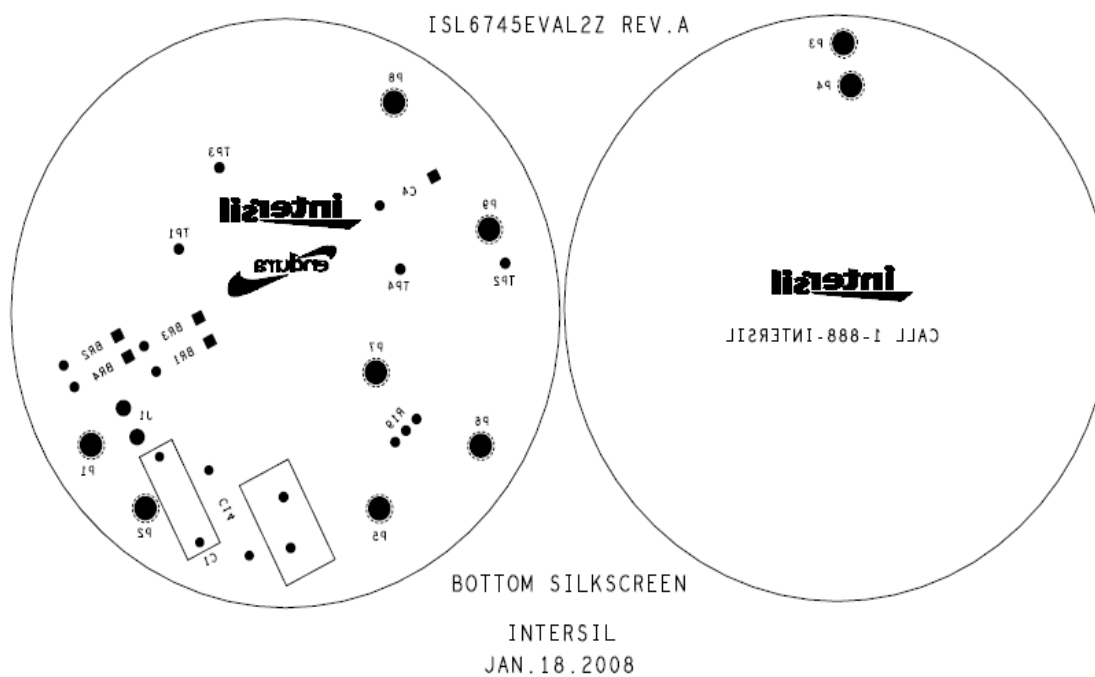 ISL6745EVAL2Z REV.A
P8
P3
P4
TP3
C4
intersil
P9
TP1
endura
TP4
TP2
intersil
CALL 1-888-INTERSIL
BR3
BR2
BR1
BR4
P7
J1
R19
P6
P1
C14
P2
P5
C1
BOTTOM SILKSCREEN
INTERSIL
JAN.18.2008